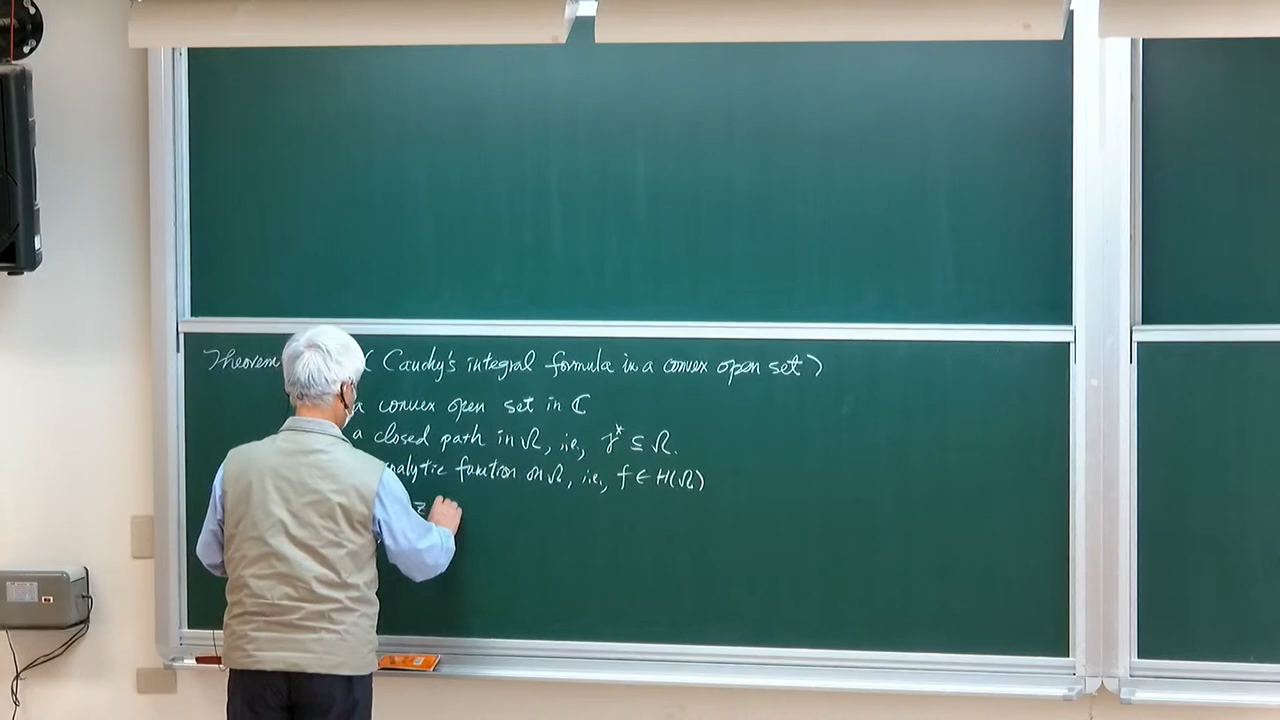 Theorem ( Cauchy's integral formula in a convex open set )
a convex open set in ℂ
a closed path in Ω, i.e., γ* ⊆ Ω.
analytic function on Ω, i.e., f ∈ H(Ω)
z